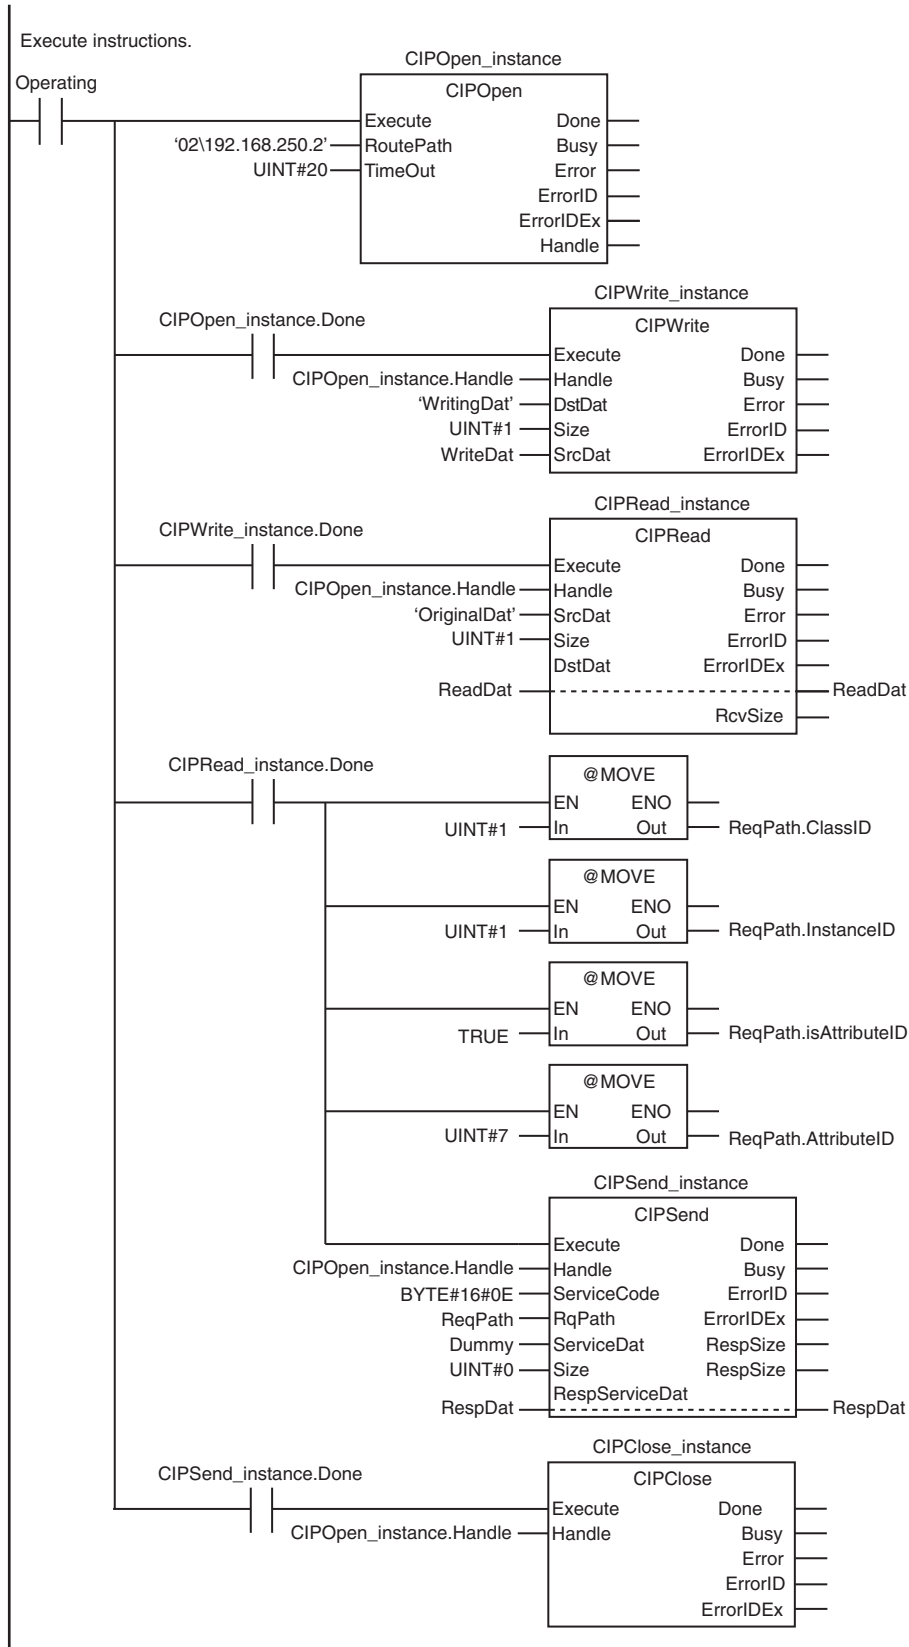 Execute instructions.
Operating
CIPOpen_instance
CIPOpen
Execute Done
‘02\192.168.250.2’ RoutePath Busy
UINT#20 TimeOut Error
ErrorID
ErrorIDEx
Handle
CIPWrite_instance
CIPOpen_instance.Done
CIPWrite
Execute Done
CIPOpen_instance.Handle Handle Busy
‘WritingDat’ DstDat Error
UINT#1 Size ErrorID
WriteDat SrcDat ErrorIDEx
CIPRead_instance
CIPWrite_instance.Done
CIPRead
Execute Done
CIPOpen_instance.Handle Handle Busy
‘OriginalDat’ SrcDat Error
UINT#1 Size ErrorID
DstDat ErrorIDEx
ReadDat ReadDat
RcvSize
CIPRead_instance.Done
@MOVE
EN ENO
UINT#1 In Out ReqPath.ClassID
@MOVE
EN ENO
UINT#1 In Out ReqPath.InstanceID
@MOVE
EN ENO
TRUE In Out ReqPath.isAttributeID
@MOVE
EN ENO
UINT#7 In Out ReqPath.AttributeID
CIPSend_instance
CIPSend
Execute Done
CIPOpen_instance.Handle Handle Busy
BYTE#16#0E ServiceCode ErrorID
ReqPath RqPath ErrorIDEx
Dummy ServiceDat RespSize
UINT#0 Size RespSize
RespServiceDat
RespDat RespDat
CIPClose_instance
CIPSend_instance.Done
CIPClose
Execute Done
CIPOpen_instance.Handle Handle Busy
Error
ErrorID
ErrorIDEx